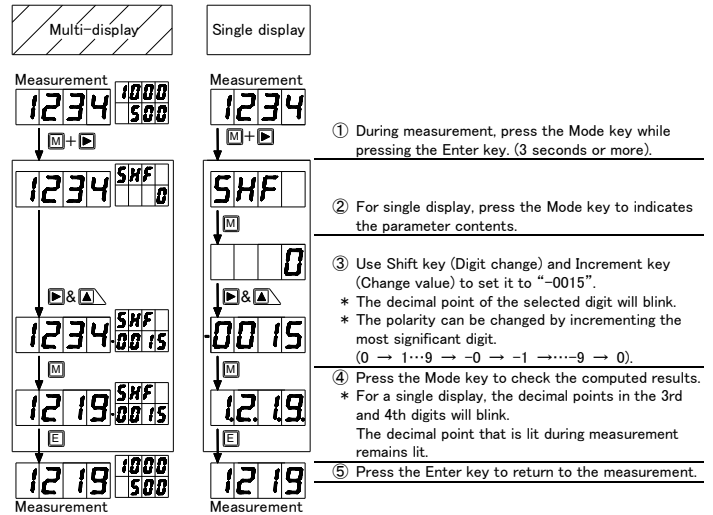 Multi-display
Single display
Measurement
Measurement
1234
1000
500
1234
M+▶
M+▶
① During measurement, press the Mode key while
pressing the Enter key. (3 seconds or more).
1234
SHF
0
SHF
② For single display, press the Mode key to indicates
the parameter contents.
M
0
③ Use Shift key (Digit change) and Increment key
(Change value) to set it to “-0015”.
▶&▲
▶&▲
* The decimal point of the selected digit will blink.
1234
SHF
-0015
-0015
* The polarity can be changed by incrementing the
most significant digit.
(0 → 1…9 → -0 → -1 →…-9 → 0).
M
M
④ Press the Mode key to check the computed results.
1219
SHF
-0015
1.2.1.9.
* For a single display, the decimal points in the 3rd
and 4th digits will blink.
The decimal point that is lit during measurement
remains lit.
E
E
1219
1000
500
1219
⑤ Press the Enter key to return to the measurement.
Measurement
Measurement